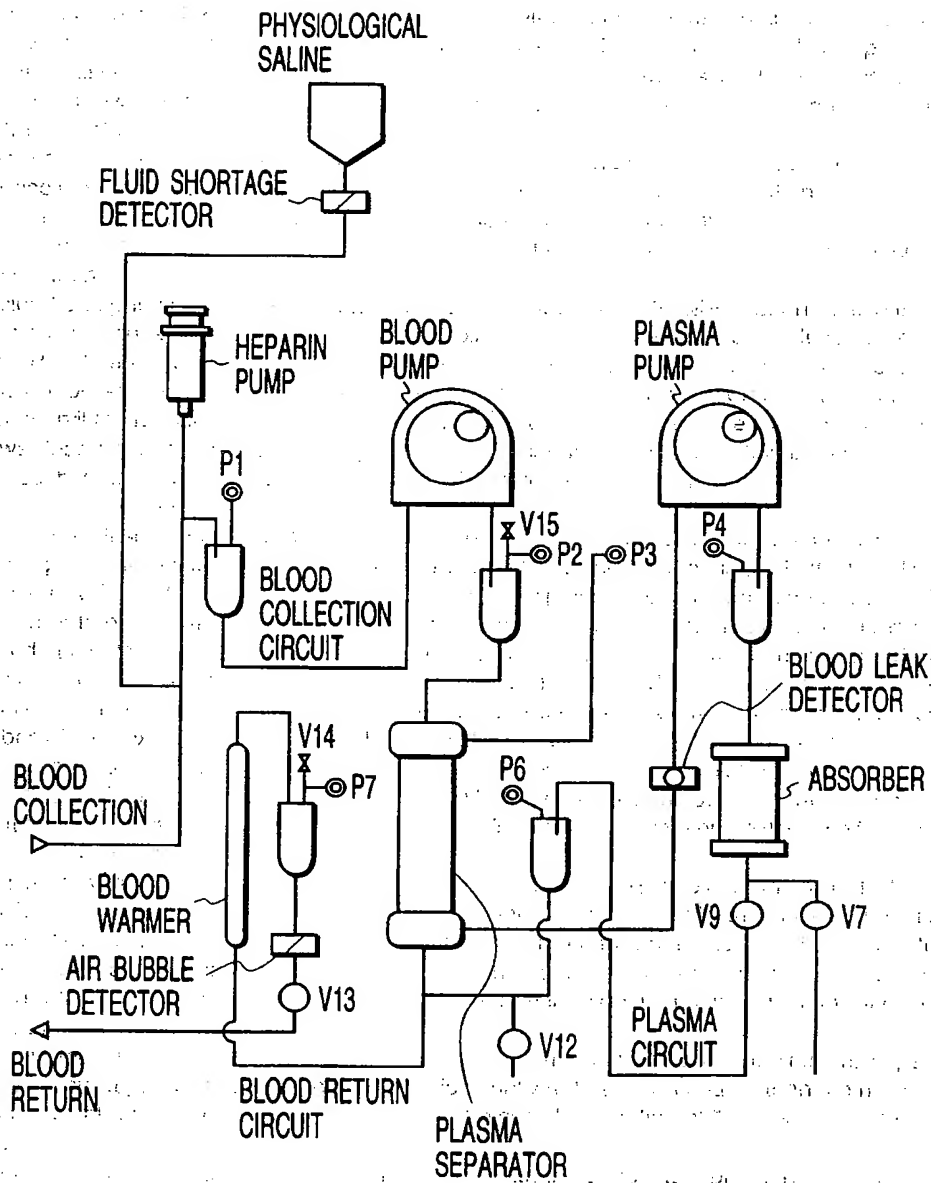 PHYSIOLOGICAL
SALINE
FLUID SHORTAGE
DETECTOR
HEPARIN
PUMP
BLOOD
PUMP
PLASMA
PUMP
P1
V15
P2
P3
P4
BLOOD
COLLECTION
CIRCUIT
BLOOD LEAK
DETECTOR
V14
P7
P6
ABSORBER
BLOOD
COLLECTION
BLOOD
WARMER
V9
V7
AIR BUBBLE
DETECTOR
V13
V12
PLASMA
CIRCUIT
BLOOD
RETURN
BLOOD RETURN
CIRCUIT
PLASMA
SEPARATOR